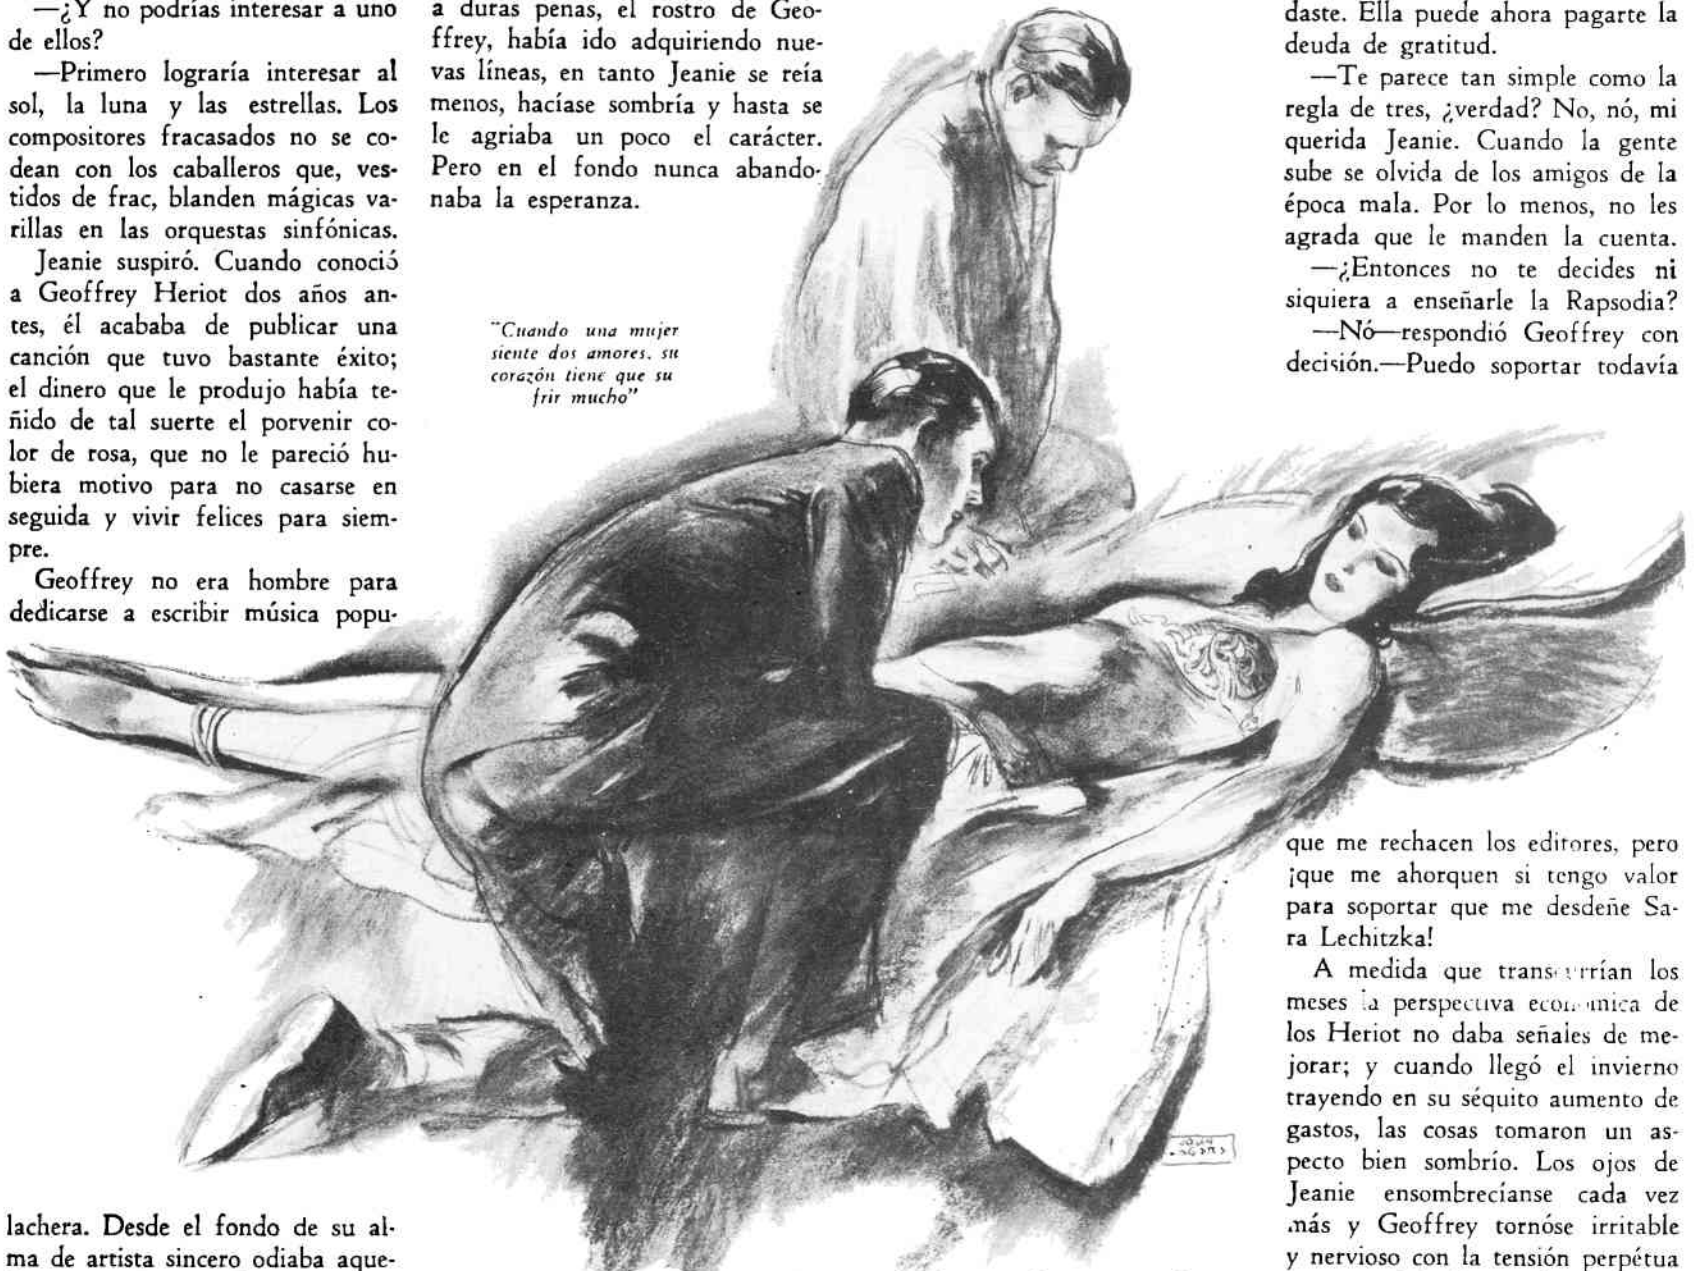 —¿Y no podrías interesar a uno
de ellos?
—Primero lograría interesar al
sol, la luna y las estrellas. Los
compositores fracasados no se co-
dean con los caballeros que, ves-
tidos de frac, blanden mágicas va-
rillas en las orquestas sinfónicas.
Jeanie suspiró. Cuando conoció
a Geoffrey Heriot dos años an-
tes, él acababa de publicar una
canción que tuvo bastante éxito;
el dinero que le produjo había te-
ñido de tal suerte el porvenir co-
lor de rosa, que no le pareció hu-
biera motivo para no casarse en
seguida y vivir felices para siem-
pre.
Geoffrey no era hombre para
dedicarse a escribir música popu-
lachera. Desde el fondo de su al-
ma de artista sincero odiaba aque-
a duras penas, el rostro de Geo-
ffrey, había ido adquiriendo nue-
vas líneas, en tanto Jeanie se reía
menos, hacíase sombría y hasta se
le agriaba un poco el carácter.
Pero en el fondo nunca abando-
naba la esperanza.
"Cuando una mujer
siente dos amores. su
corazón tiene que su
frir mucho"
daste. Ella puede ahora pagarte la
deuda de gratitud.
—Te parece tan simple como la
regla de tres, ¿verdad? No, nó, mi
querida Jeanie. Cuando la gente
sube se olvida de los amigos de la
época mala. Por lo menos, no les
agrada que le manden la cuenta.
—¿Entonces no te decides ni
siquiera a enseñarle la Rapsodia?
—Nó—respondió Geoffrey con
decisión.—Puedo soportar todavía
que me rechacen los editores, pero
¡que me ahorquen si tengo valor
para soportar que me desdeñe Sa-
ra Lechitzka!
A medida que transcurrían los
meses la perspectiva económica de
los Heriot no daba señales de me-
jorar; y cuando llegó el invierno
trayendo en su séquito aumento de
gastos, las cosas tomaron un as-
pecto bien sombrío. Los ojos de
Jeanie ensombrecíanse cada vez
más y Geoffrey tornóse irritable
y nervioso con la tensión perpétua